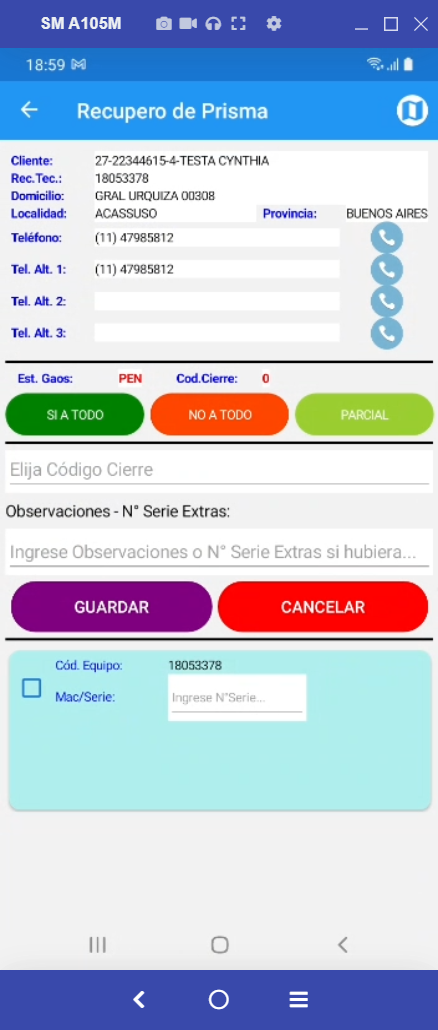 SM A105M
18:59
Recupero de Prisma
Cliente: 27-22344615-4-TESTA CYNTHIA
Rec.Tec.: 18053378
Domicilio: GRAL URQUIZA 00308
Localidad: ACASSUSO Provincia: BUENOS AIRES
Teléfono: (11) 47985812
Tel. Alt. 1: (11) 47985812
Tel. Alt. 2:
Tel. Alt. 3:
Est. Gaos: PEN Cod.Cierre: 0
SI A TODO NO A TODO PARCIAL
Elija Código Cierre
Observaciones - N° Serie Extras:
Ingrese Observaciones o N° Serie Extras si hubiera...
GUARDAR CANCELAR
Cód. Equipo: 18053378
Mac/Serie: Ingrese N°Serie...